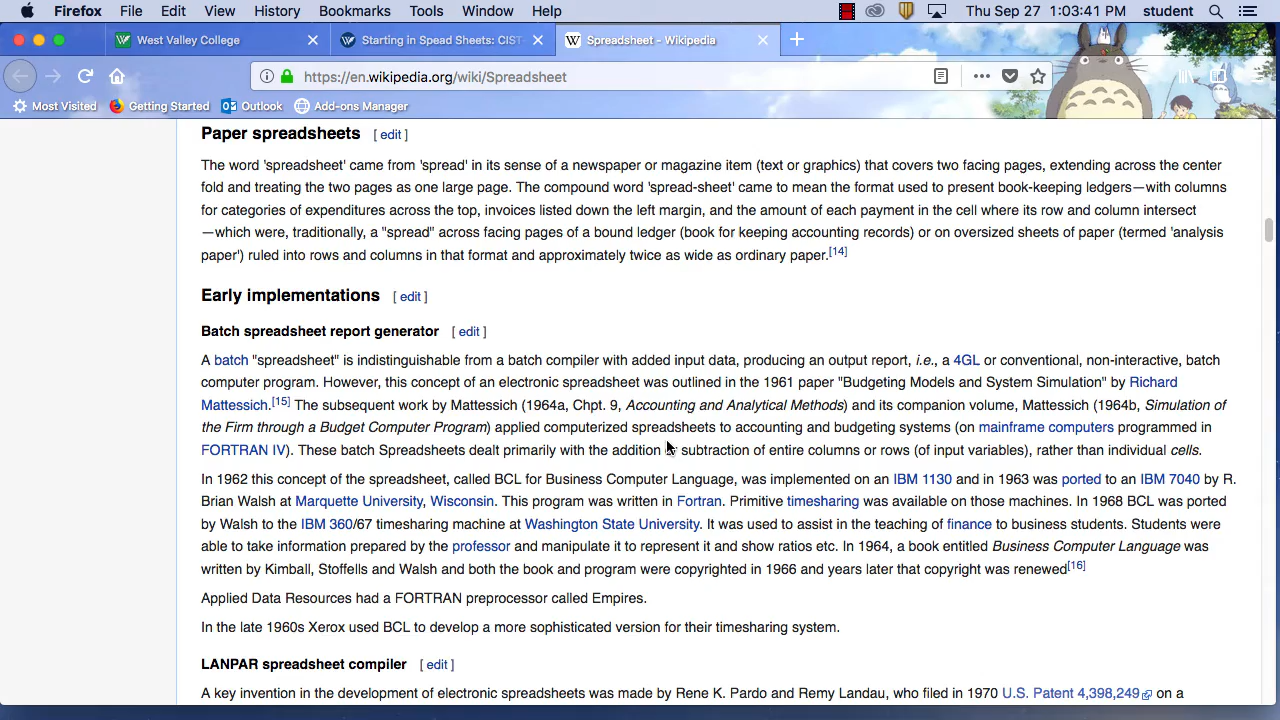 Firefox File Edit View History Bookmarks Tools Window Help Thu Sep 27 1:03:41 PM student
West Valley College Starting in Spead Sheets: CIST- Spreadsheet - Wikipedia
https://en.wikipedia.org/wiki/Spreadsheet
Most Visited Getting Started Outlook Add-ons Manager
Paper spreadsheets [ edit ]
The word 'spreadsheet' came from 'spread' in its sense of a newspaper or magazine item (text or graphics) that covers two facing pages, extending across the center
fold and treating the two pages as one large page. The compound word 'spread-sheet' came to mean the format used to present book-keeping ledgers—with columns
for categories of expenditures across the top, invoices listed down the left margin, and the amount of each payment in the cell where its row and column intersect
—which were, traditionally, a "spread" across facing pages of a bound ledger (book for keeping accounting records) or on oversized sheets of paper (termed 'analysis
paper') ruled into rows and columns in that format and approximately twice as wide as ordinary paper.[14]
Early implementations [ edit ]
Batch spreadsheet report generator [ edit ]
A batch "spreadsheet" is indistinguishable from a batch compiler with added input data, producing an output report, i.e., a 4GL or conventional, non-interactive, batch
computer program. However, this concept of an electronic spreadsheet was outlined in the 1961 paper "Budgeting Models and System Simulation" by Richard
Mattessich.[15] The subsequent work by Mattessich (1964a, Chpt. 9, Accounting and Analytical Methods) and its companion volume, Mattessich (1964b, Simulation of
the Firm through a Budget Computer Program) applied computerized spreadsheets to accounting and budgeting systems (on mainframe computers programmed in
FORTRAN IV). These batch Spreadsheets dealt primarily with the addition or subtraction of entire columns or rows (of input variables), rather than individual cells.
In 1962 this concept of the spreadsheet, called BCL for Business Computer Language, was implemented on an IBM 1130 and in 1963 was ported to an IBM 7040 by R.
Brian Walsh at Marquette University, Wisconsin. This program was written in Fortran. Primitive timesharing was available on those machines. In 1968 BCL was ported
by Walsh to the IBM 360/67 timesharing machine at Washington State University. It was used to assist in the teaching of finance to business students. Students were
able to take information prepared by the professor and manipulate it to represent it and show ratios etc. In 1964, a book entitled Business Computer Language was
written by Kimball, Stoffells and Walsh and both the book and program were copyrighted in 1966 and years later that copyright was renewed[16]
Applied Data Resources had a FORTRAN preprocessor called Empires.
In the late 1960s Xerox used BCL to develop a more sophisticated version for their timesharing system.
LANPAR spreadsheet compiler [ edit ]
A key invention in the development of electronic spreadsheets was made by Rene K. Pardo and Remy Landau, who filed in 1970 U.S. Patent 4,398,249 on a